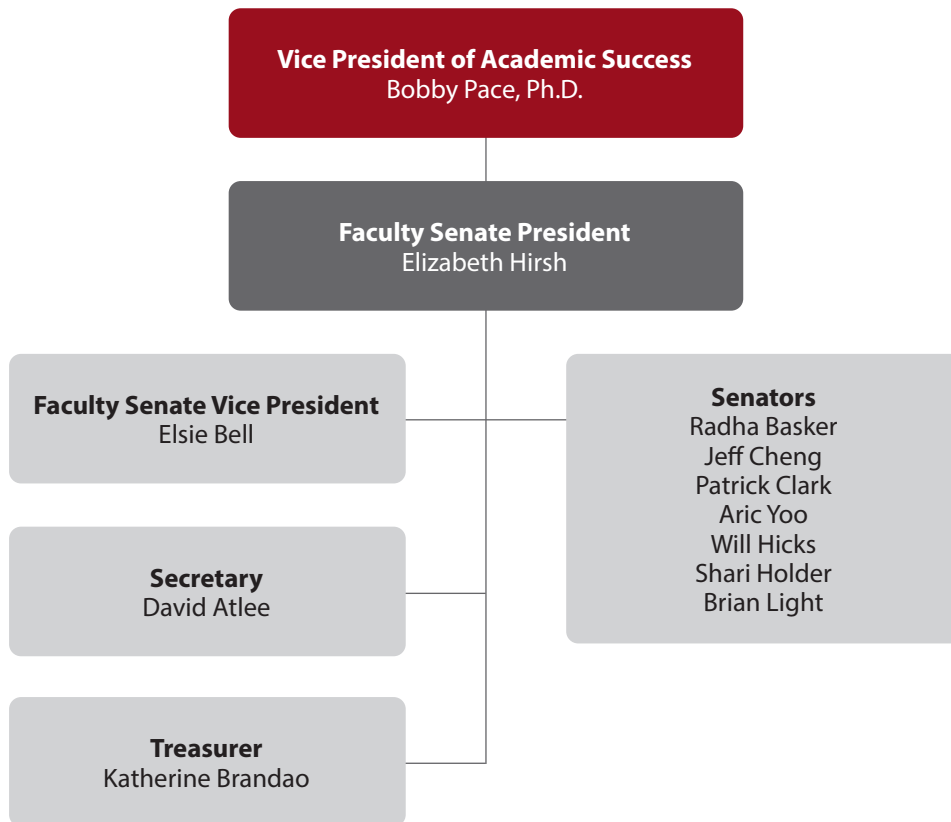 Vice President of Academic Success
Bobby Pace, Ph.D.
Faculty Senate President
Elizabeth Hirsh
Faculty Senate Vice President
Elsie Bell
Secretary
David Atlee
Treasurer
Katherine Brandao
Senators
Radha Basker
Jeff Cheng
Patrick Clark
Aric Yoo
Will Hicks
Shari Holder
Brian Light